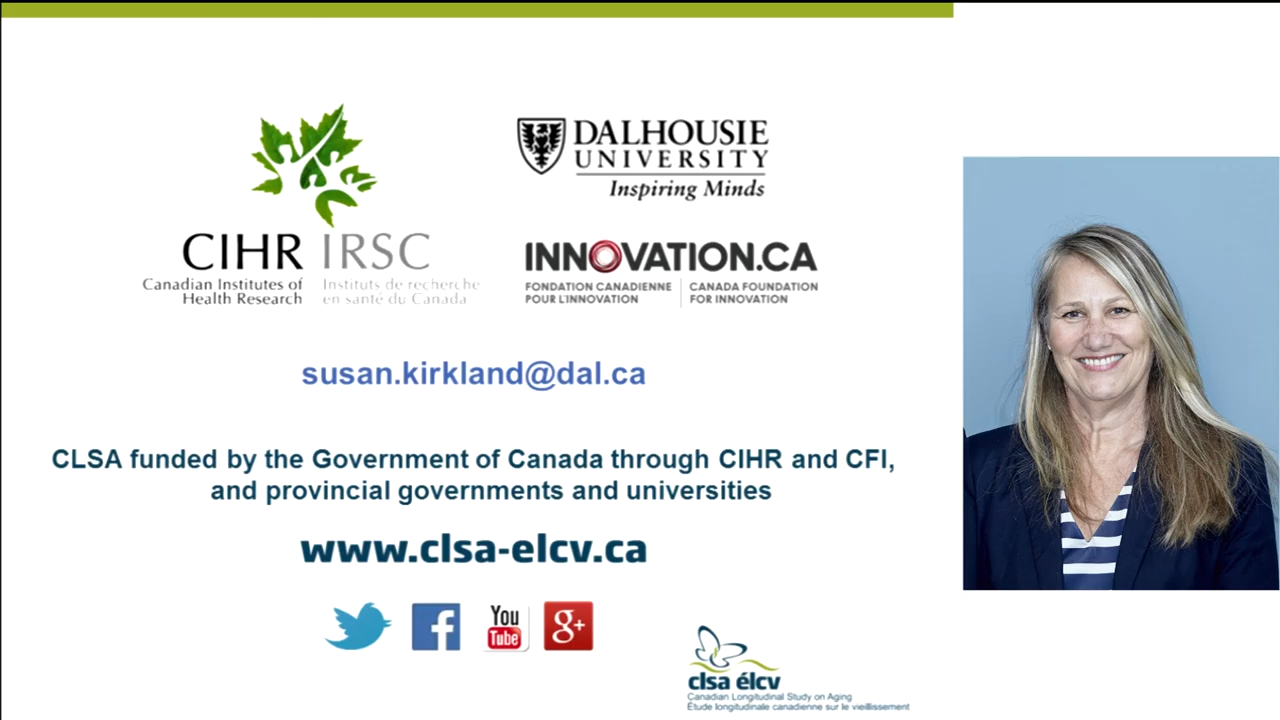 DALHOUSIE
UNIVERSITY
Inspiring Minds
CIHR IRSC
Canadian Institutes of
Health Research
Instituts de recherche
en santé du Canada
INNOVATION.CA
FONDATION CANADIENNE
POUR L'INNOVATION
CANADA FOUNDATION
FOR INNOVATION
susan.kirkland@dal.ca
CLSA funded by the Government of Canada through CIHR and CFI,
and provincial governments and universities
www.clsa-elcv.ca
f
You
Tube
g+
clsa élcv
Canadian Longitudinal Study on Aging
Étude longitudinale canadienne sur le vieillissement